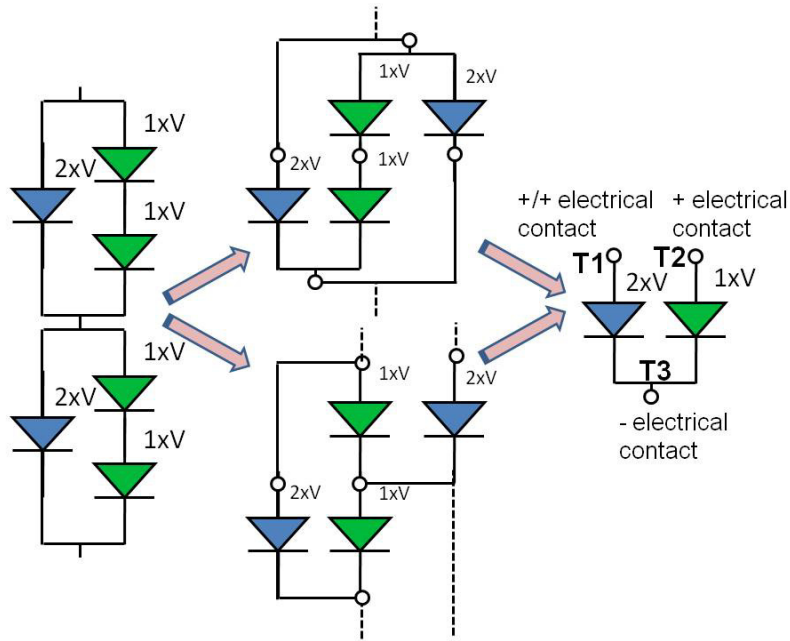 1xV
2xV
1xV
1xV
2xV
1xV
1xV
2xV
2xV
1xV
1xV
2xV
2xV
1xV
+/+ electrical
contact
+ electrical
contact
T1
T2
2xV
1xV
T3
- electrical
contact